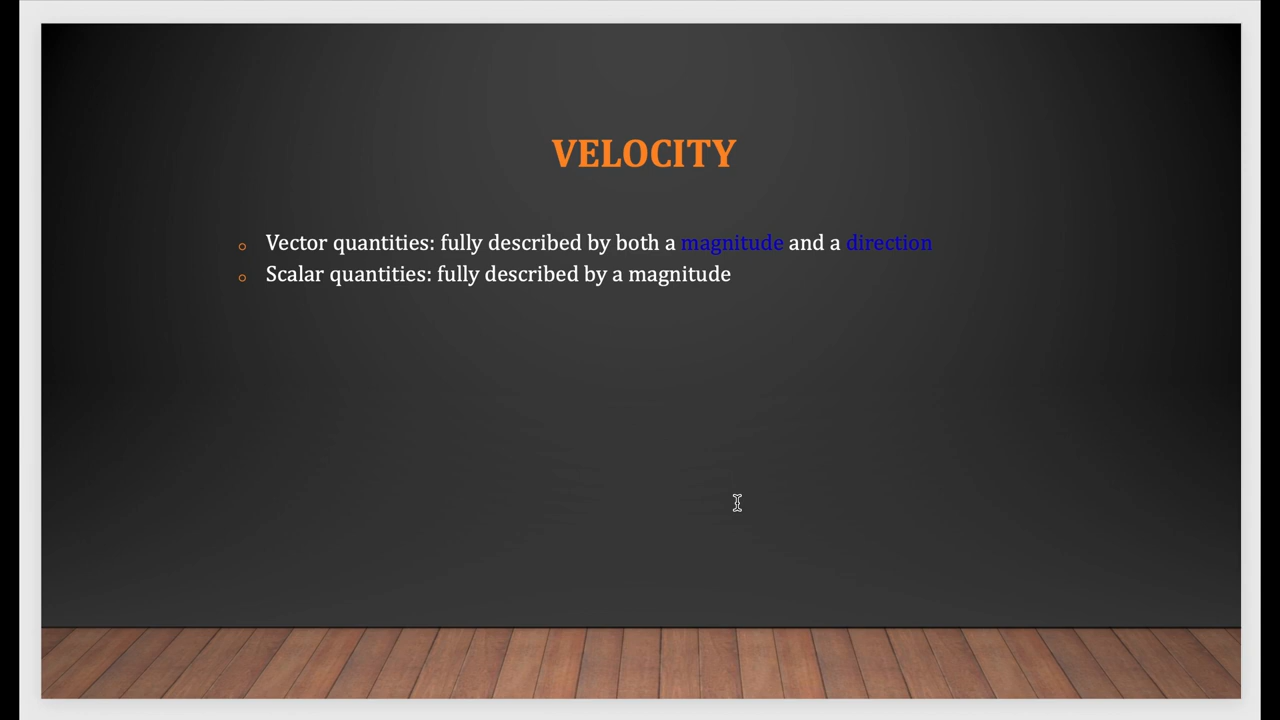 VELOCITY
Vector quantities: fully described by both a magnitude and a direction
Scalar quantities: fully described by a magnitude